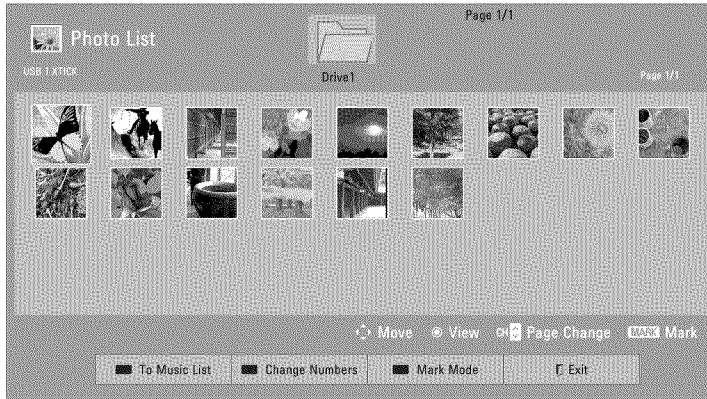 Page 1/1
Photo List
USB 1 XTICK
Drive1
Page 1/1
Move
View
CH Page Change
MARK Mark
To Music List
Change Numbers
Mark Mode
Exit